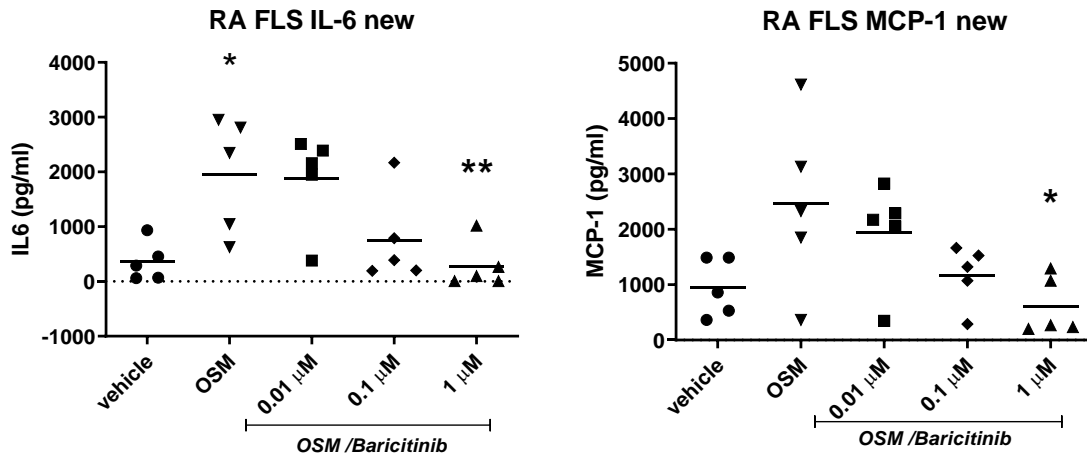 RA FLS IL-6 new
IL6 (pg/ml)
4000
3000
2000
1000
0
-1000
*
**
vehicle
OSM
0.01 µM
0.1 µM
1 µM
OSM /Baricitinib
RA FLS MCP-1 new
MCP-1 (pg/ml)
5000
4000
3000
2000
1000
0
*
vehicle
OSM
0.01 µM
0.1 µM
1 µM
OSM /Baricitinib